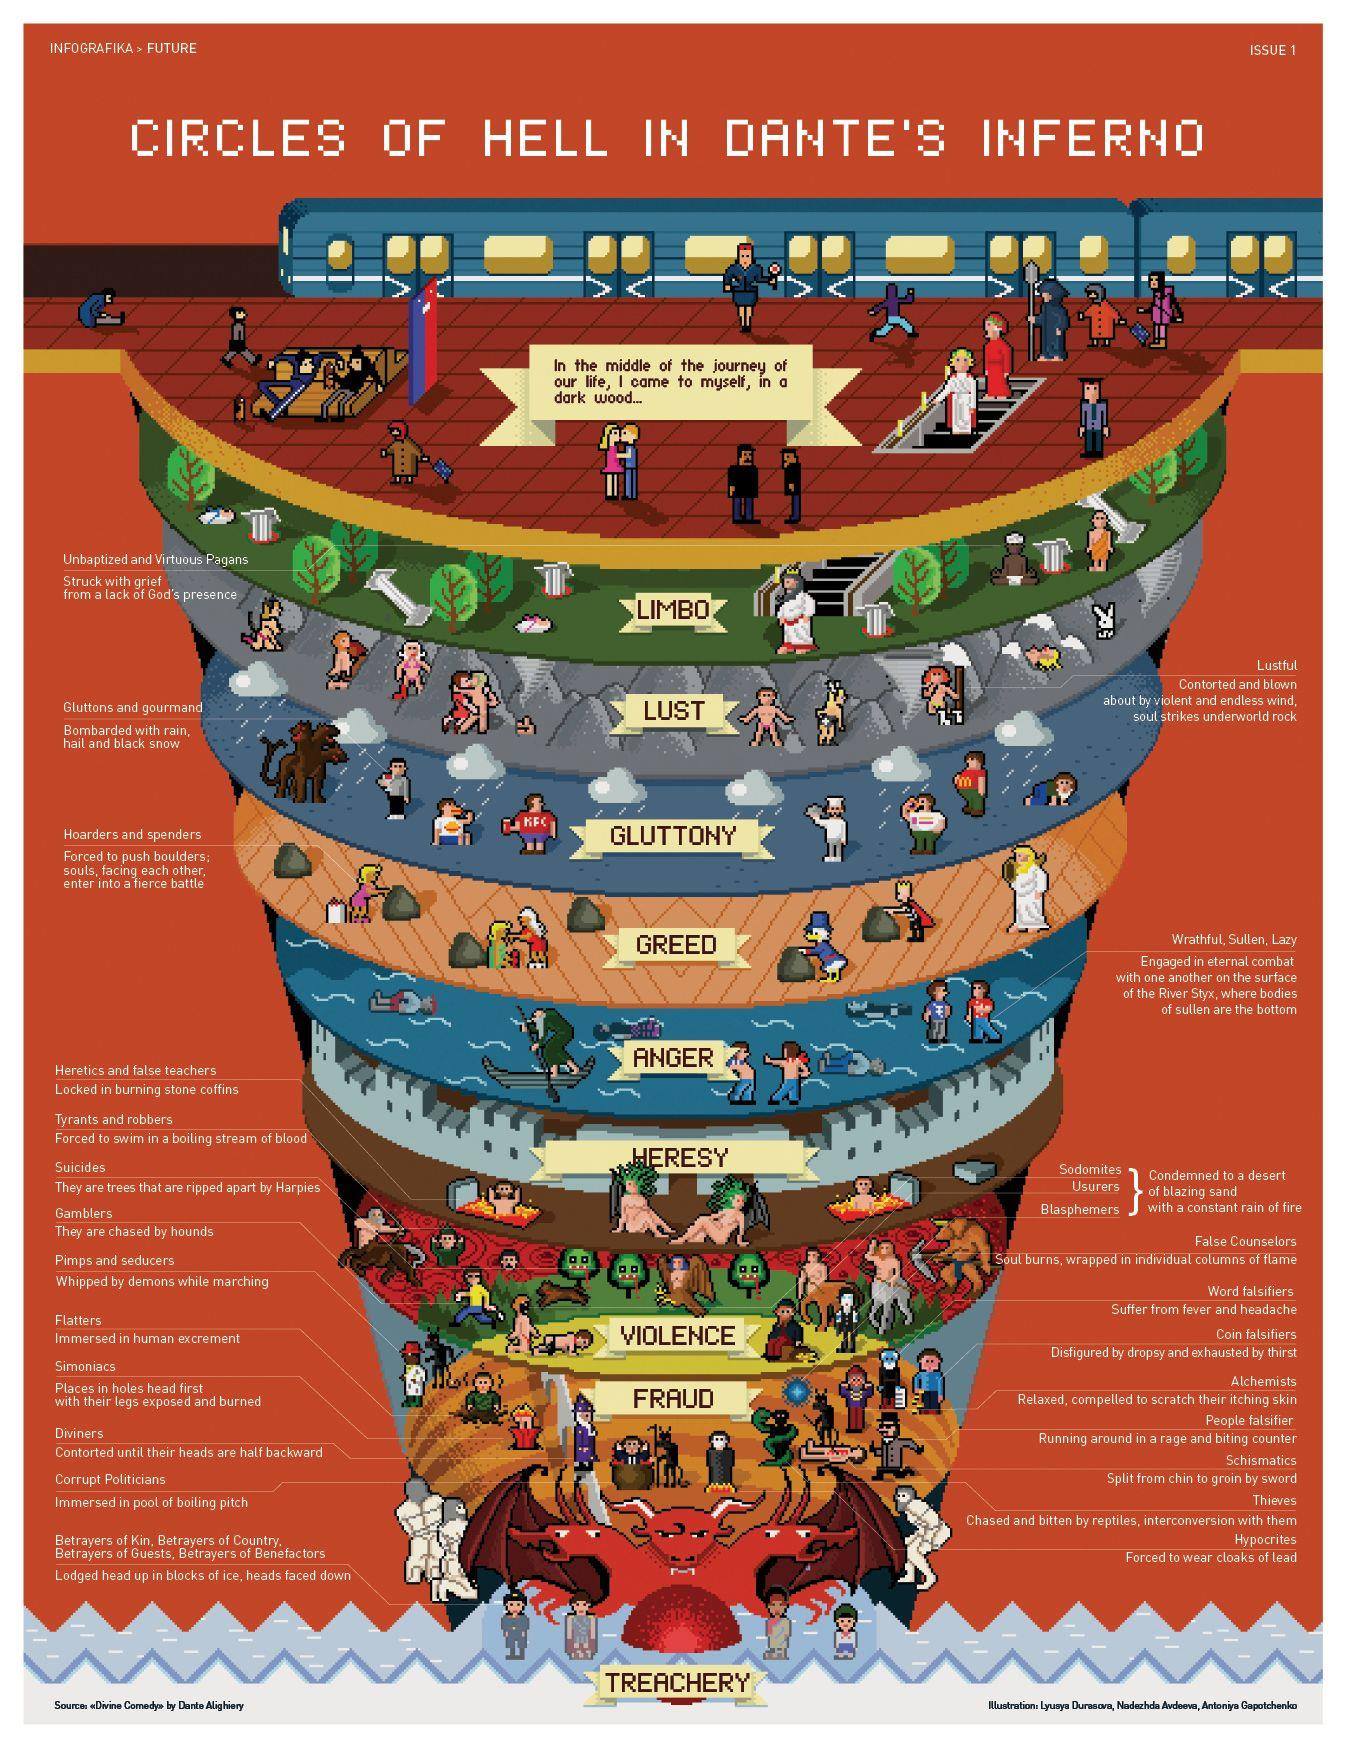 INFOGRAFIKA > FUTURE
ISSUE 1
CIRCLES OF HELL IN DANTE'S INFERNO
In the middle of the journey of
our life, I came to myself, in a
dark wood...
Unbaptized and Virtuous Pagans
Struck with grief
from a lack of God's presence
LIMBO
Lustful
Contorted and blown
about by violent and endless wind,
soul strikes underworld rock
LUST
Gluttons and gourmand
Bombarded with rain,
hail and black snow
KFC
GLUTTONY
Hoarders and spenders
Forced to push boulders;
souls, facing each other,
enter into a fierce battle
GREED
Wrathful, Sullen, Lazy
Engaged in eternal combat
with one another on the surface
of the River Styx, where bodies
of sullen are the bottom
ANGER
Heretics and false teachers
Locked in burning stone coffins
HERESY
Tyrants and robbers
Forced to swim in a boiling stream of blood
Suicides
They are trees that are ripped apart by Harpies
Gamblers
They are chased by hounds
Sodomites
Usurers
Blasphemers
Condemned to a desert
of blazing sand
with a constant rain of fire
VIOLENCE
Pimps and seducers
Whipped by demons while marching
Flatters
Immersed in human excrement
Simoniacs
Places in holes head first
with their legs exposed and burned
Diviners
Contorted until their heads are half backward
Corrupt Politicians
Immersed in pool of boiling pitch
FRAUD
False Counselors
Soul burns, wrapped in individual columns of flame
Word falsifiers
Suffer from fever and headache
Coin falsifiers
Disfigured by dropsy and exhausted by thirst
Alchemists
Relaxed, compelled to scratch their itching skin
People falsifier
Running around in a rage and biting counter
Schismatics
Split from chin to groin by sword
Thieves
Chased and bitten by reptiles, interconversion with them
Hypocrites
Forced to wear cloaks of lead
Betrayers of Kin, Betrayers of Country,
Betrayers of Guests, Betrayers of Benefactors
Lodged head up in blocks of ice, heads faced down
TREACHERY
Source: «Divine Comedy» by Dante Alighiery
Illustration: Lyusya Durasova, Nadezhda Avdeeva, Antoniya Gapotchenko